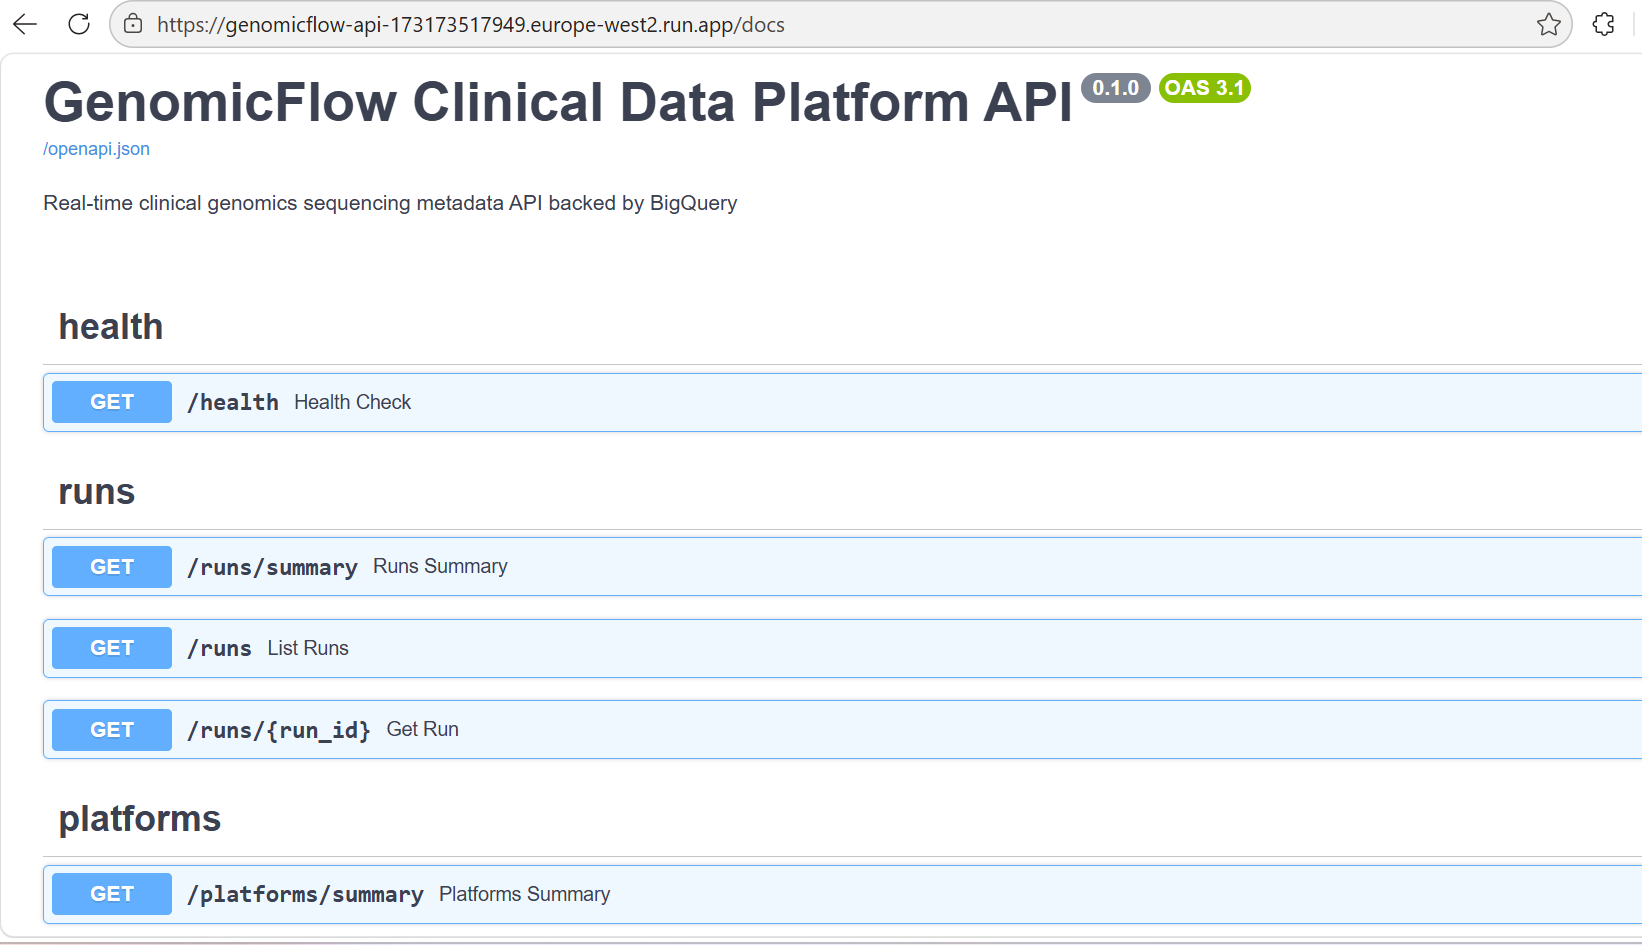 https://genomicflow-api-173173517949.europe-west2.run.app/docs
GenomicFlow Clinical Data Platform API 0.1.0 OAS 3.1
/openapi.json
Real-time clinical genomics sequencing metadata API backed by BigQuery
health
GET /health Health Check
runs
GET /runs/summary Runs Summary
GET /runs List Runs
GET /runs/{run_id} Get Run
platforms
GET /platforms/summary Platforms Summary